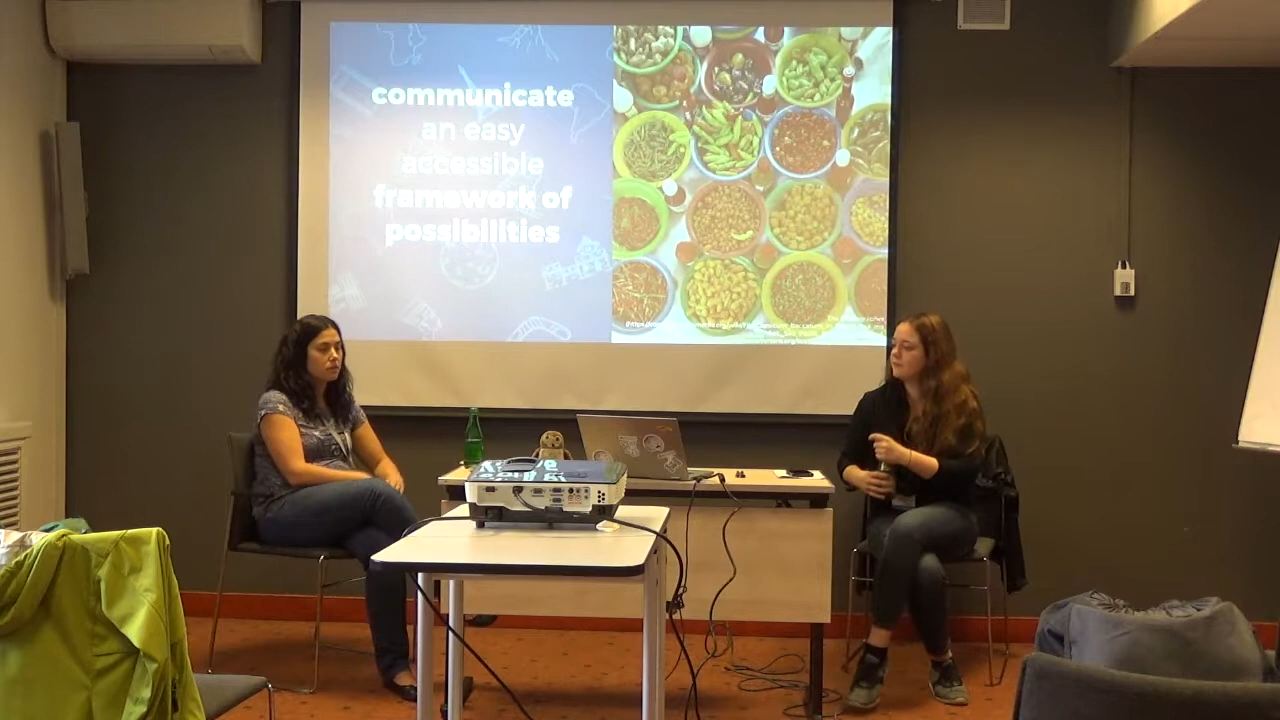 communicate
an easy
accessible
framework of
possibilities